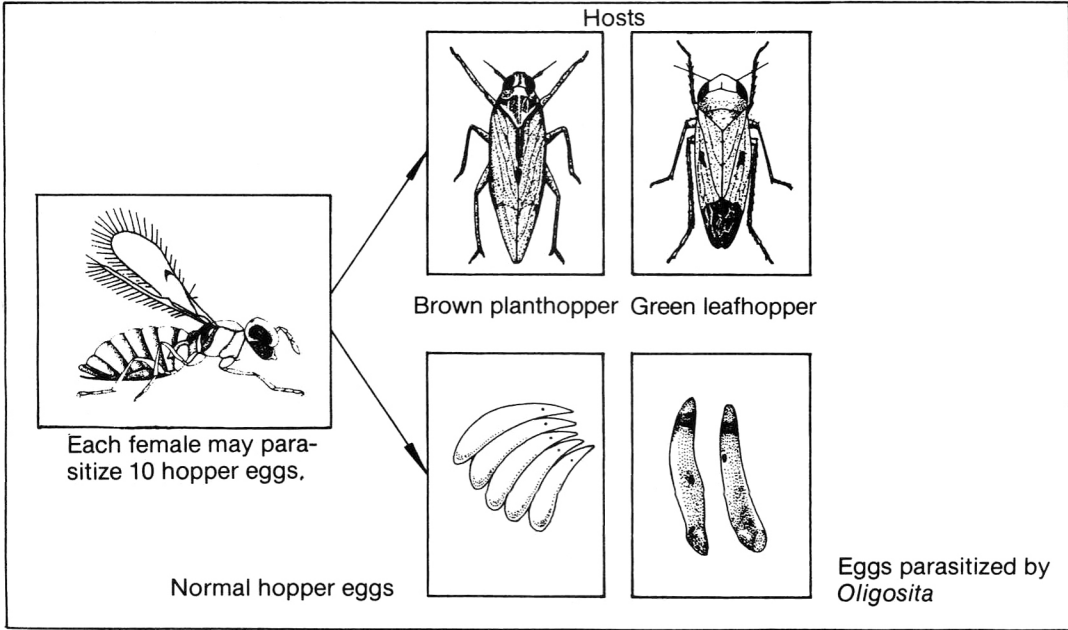 Hosts
Brown planthopper Green leafhopper
Each female may para-
sitize 10 hopper eggs.
Normal hopper eggs
Eggs parasitized by
Oligosita